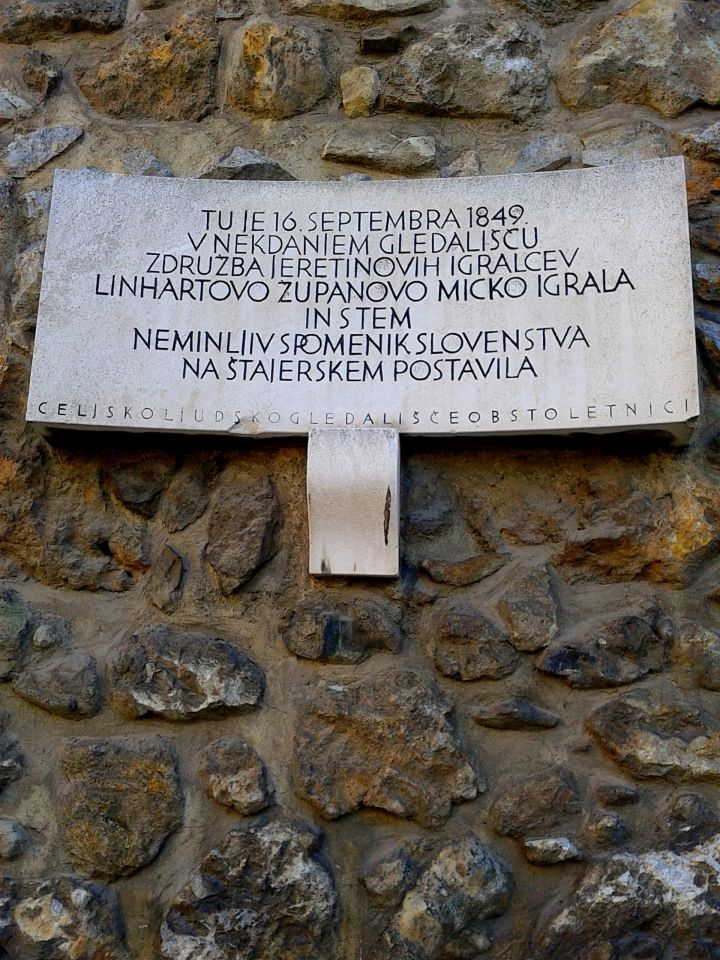 TU JE 16. SEPTEMBRA 1849.
V NEKDANJEM GLEDALIŠČU
ZDRUŽBA JERETINOVIH IGRALCEV
LINHARTOVO ŽUPANOVO MICKO IGRALA
IN S TEM
NEMINLJIV SPOMENIK SLOVENSTVA
NA ŠTAJERSKEM POSTAVILA
CELJSKO LJUDSKO GLEDALIŠČE OB STOLETNICI